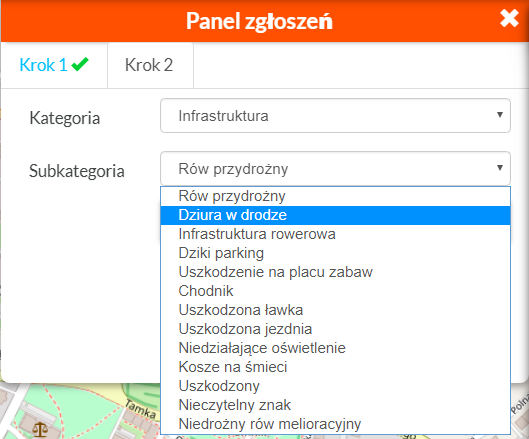 Panel zgłoszeń
Krok 1
Krok 2
Kategoria
Infrastruktura
Subkategoria
Rów przydrożny
Rów przydrożny
Dziura w drodze
Infrastruktura rowerowa
Dziki parking
Uszkodzenie na placu zabaw
Chodnik
Uszkodzona ławka
Uszkodzona jezdnia
Niedziałające oświetlenie
Kosze na śmieci
Uszkodzony
Nieczytelny znak
Niedrożny rów melioracyjny
Tamka
Polna